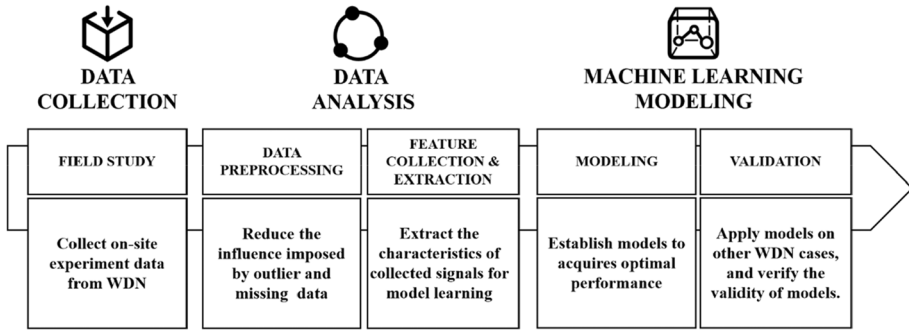 DATA
COLLECTION
DATA
ANALYSIS
MACHINE LEARNING
MODELING
FIELD STUDY
DATA
PREPROCESSING
FEATURE
COLLECTION &
EXTRACTION
MODELING
VALIDATION
Collect on-site
experiment data
from WDN
Reduce the
influence imposed
by outlier and
missing data
Extract the
characteristics of
collected signals for
model learning
Establish models to
acquires optimal
performance
Apply models on
other WDN cases,
and verify the
validity of models.